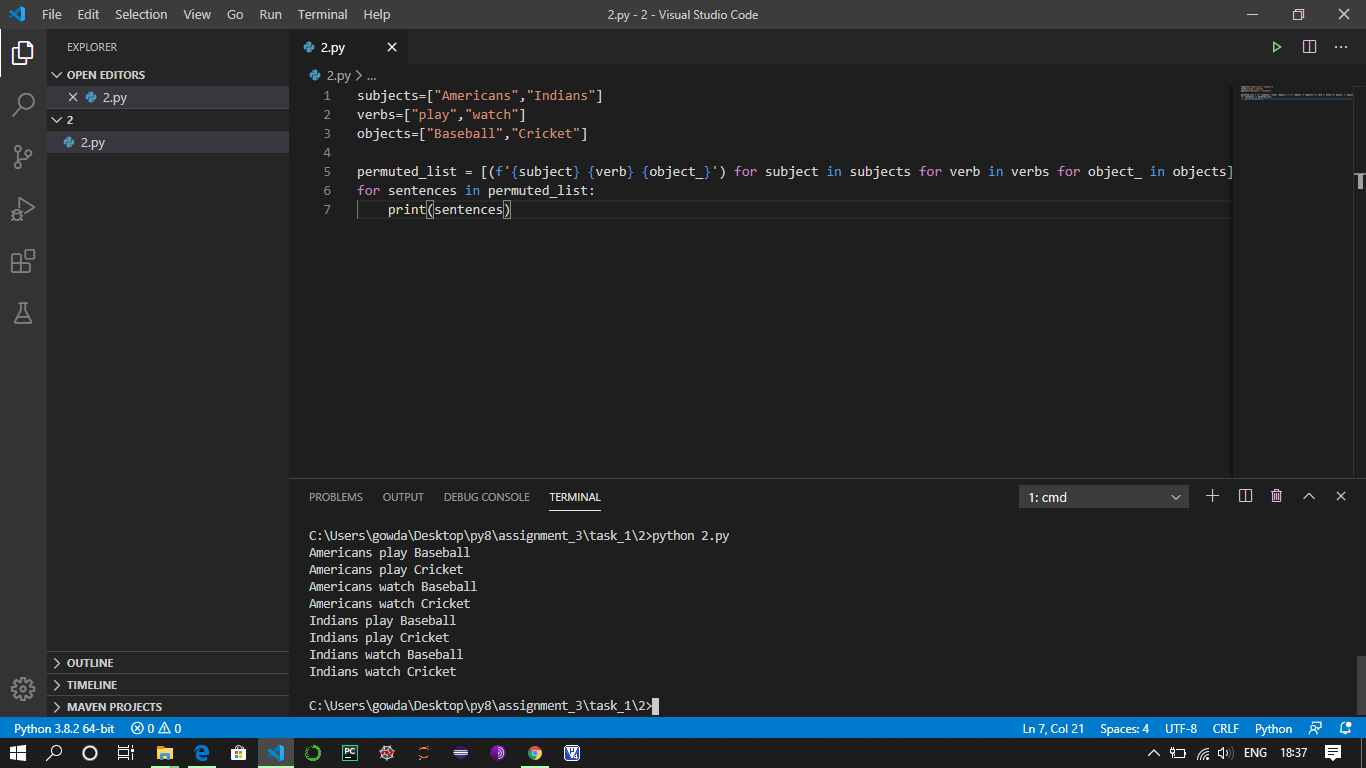 File Edit Selection View Go Run Terminal Help 2.py - 2 - Visual Studio Code
EXPLORER
OPEN EDITORS
2.py
2
2.py
OUTLINE
TIMELINE
MAVEN PROJECTS
2.py
2.py > ...
1 subjects=["Americans","Indians"]
2 verbs=["play","watch"]
3 objects=["Baseball","Cricket"]
4
5 permuted_list = [(f'{subject} {verb} {object_}') for subject in subjects for verb in verbs for object_ in objects]
6 for sentences in permuted_list:
7     print(sentences)
PROBLEMS OUTPUT DEBUG CONSOLE TERMINAL 1: cmd
C:\Users\gowda\Desktop\py8\assignment_3\task_1\2>python 2.py
Americans play Baseball
Americans play Cricket
Americans watch Baseball
Americans watch Cricket
Indians play Baseball
Indians play Cricket
Indians watch Baseball
Indians watch Cricket
C:\Users\gowda\Desktop\py8\assignment_3\task_1\2>
Python 3.8.2 64-bit 0 0 Ln 7, Col 21 Spaces: 4 UTF-8 CRLF Python
PC ENG 18:37